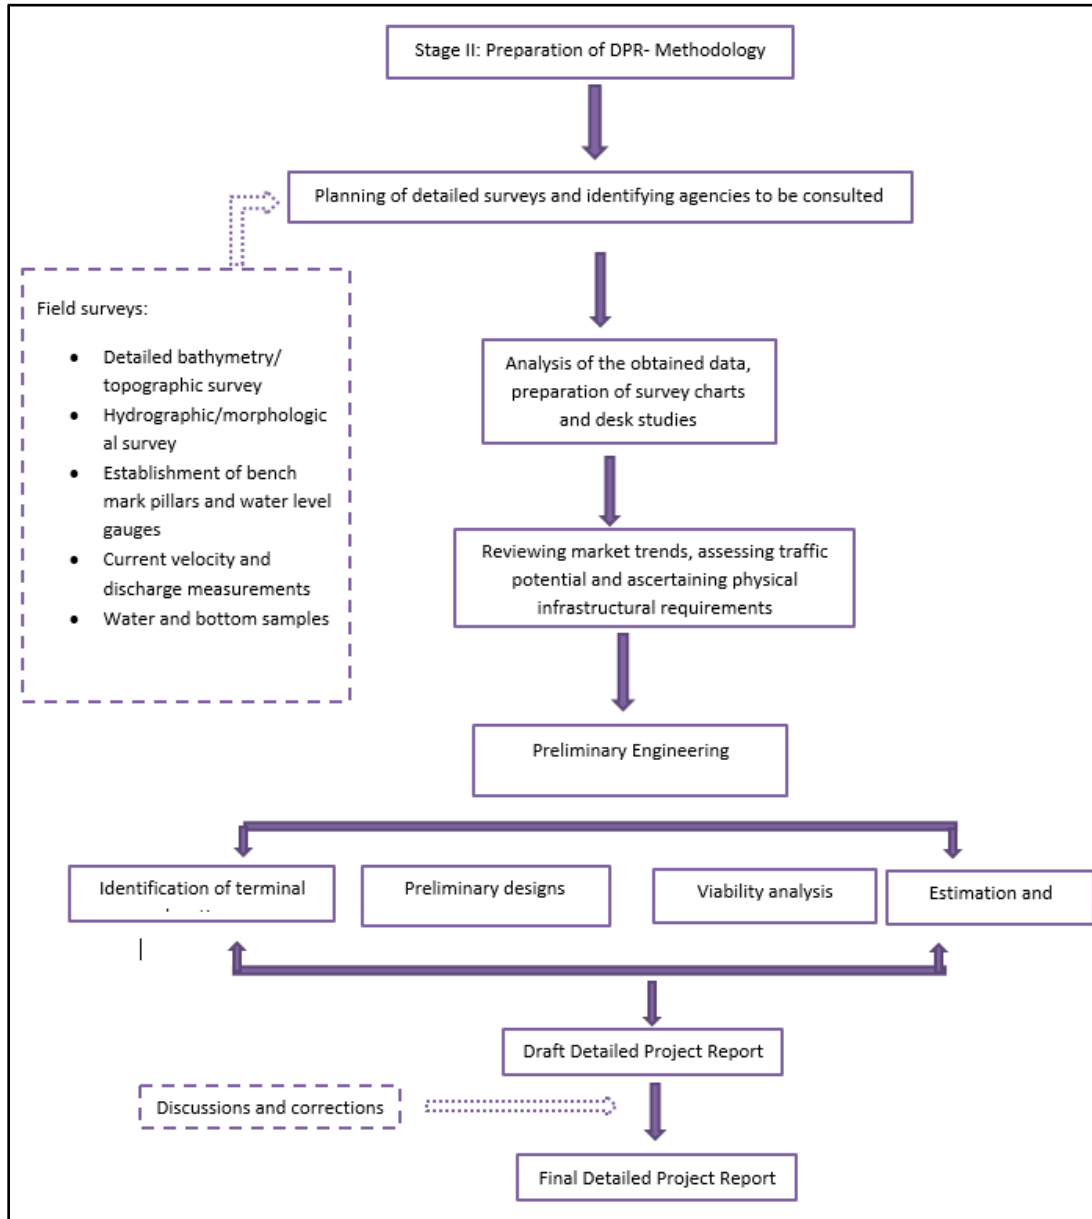 Stage II: Preparation of DPR- Methodology
Planning of detailed surveys and identifying agencies to be consulted
Field surveys:
● Detailed bathymetry/
topographic survey
● Hydrographic/morphologic
al survey
● Establishment of bench
mark pillars and water level
gauges
● Current velocity and
discharge measurements
● Water and bottom samples
Analysis of the obtained data,
preparation of survey charts
and desk studies
Reviewing market trends, assessing traffic
potential and ascertaining physical
infrastructural requirements
Preliminary Engineering
Identification of terminal
Preliminary designs
Viability analysis
Estimation and
Draft Detailed Project Report
Discussions and corrections
Final Detailed Project Report